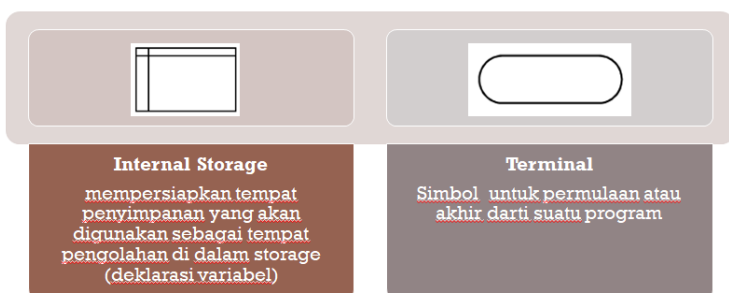 Internal Storage
mempersiapkan tempat
penyimpanan yang akan
digunakan sebagai tempat
pengolahan di dalam storage
(deklarasi variabel)
Terminal
Simbol untuk permulaan atau
akhir darti suatu program